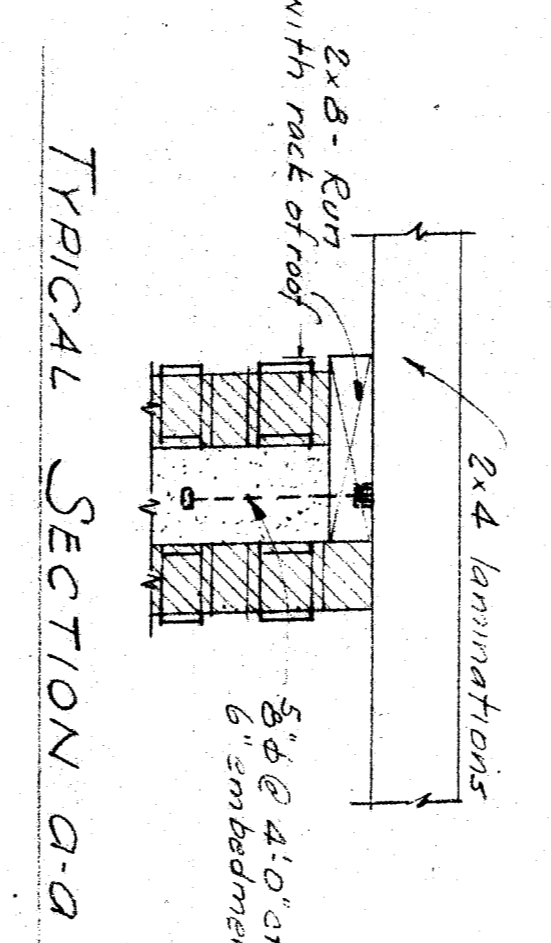 2x4 laminations
2x8 - Run
with rack of roof
5/8"ϕ @ 4'-0" o
6" embedme
TYPICAL SECTION a-a